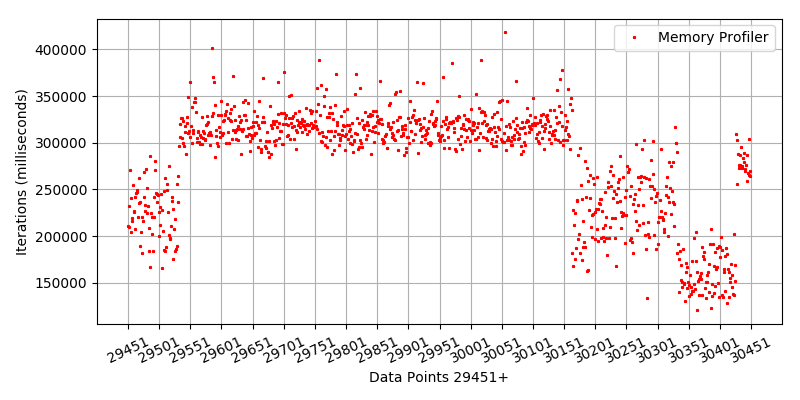 Memory Profiler
Iterations (milliseconds)
400000
350000
300000
250000
200000
150000
29451 29501 29551 29601 29651 29701 29751 29801 29851 29901 29951 30001 30051 30101 30151 30201 30251 30301 30351 30401 30451
Data Points 29451+